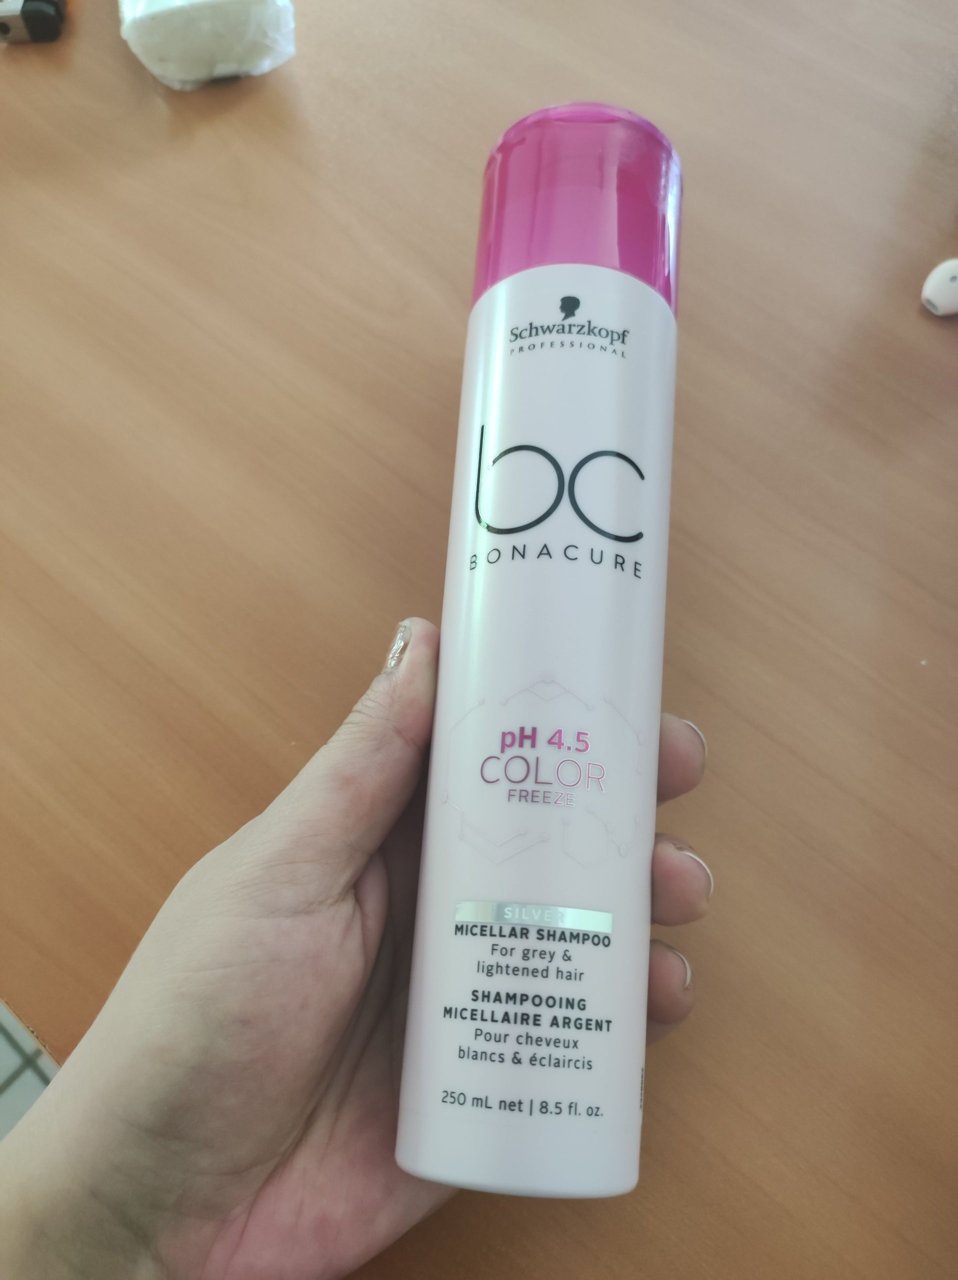 Schwarzkopf
PROFESSIONAL
bc
BONACURE
pH 4.5
COLOR
FREEZE
SILVER
MICELLAR SHAMPOO
For grey &
lightened hair
SHAMPOOING
MICELLAIRE ARGENT
Pour cheveux
blancs & éclaircis
250 mL net | 8.5 fl. oz.